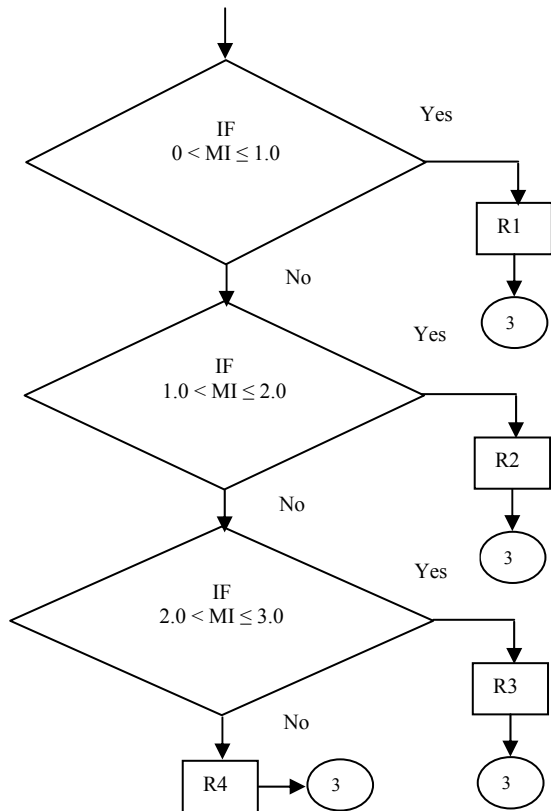 Yes
IF
0 < MI ≤ 1.0
R1
No
3
Yes
IF
1.0 < MI ≤ 2.0
R2
No
3
Yes
IF
2.0 < MI ≤ 3.0
R3
No
R4
3
3